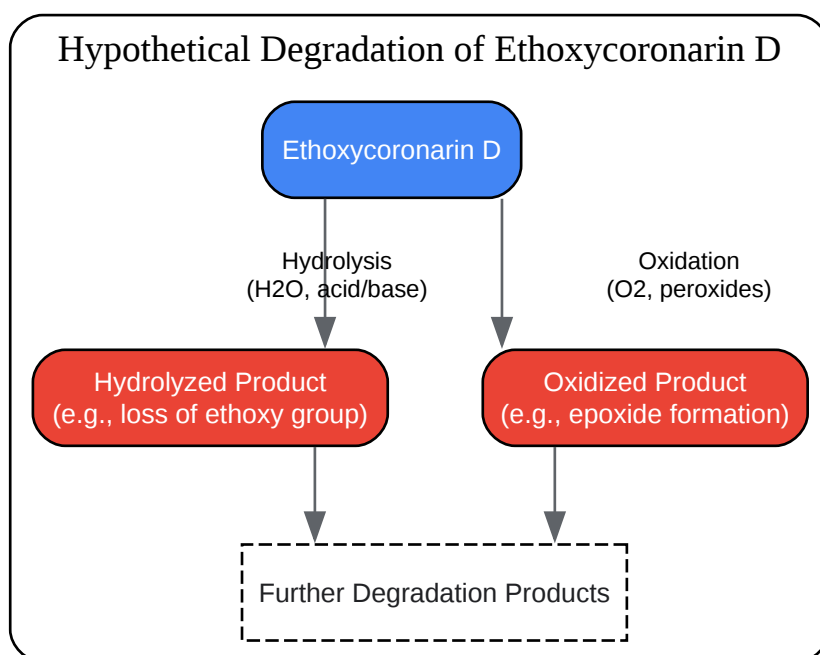 Hypothetical Degradation of Ethoxycoronarin D
Ethoxycoronarin D
Hydrolysis
(H2O, acid/base)
Oxidation
(O2, peroxides)
Hydrolyzed Product
(e.g., loss of ethoxy group)
Oxidized Product
(e.g., epoxide formation)
Further Degradation Products